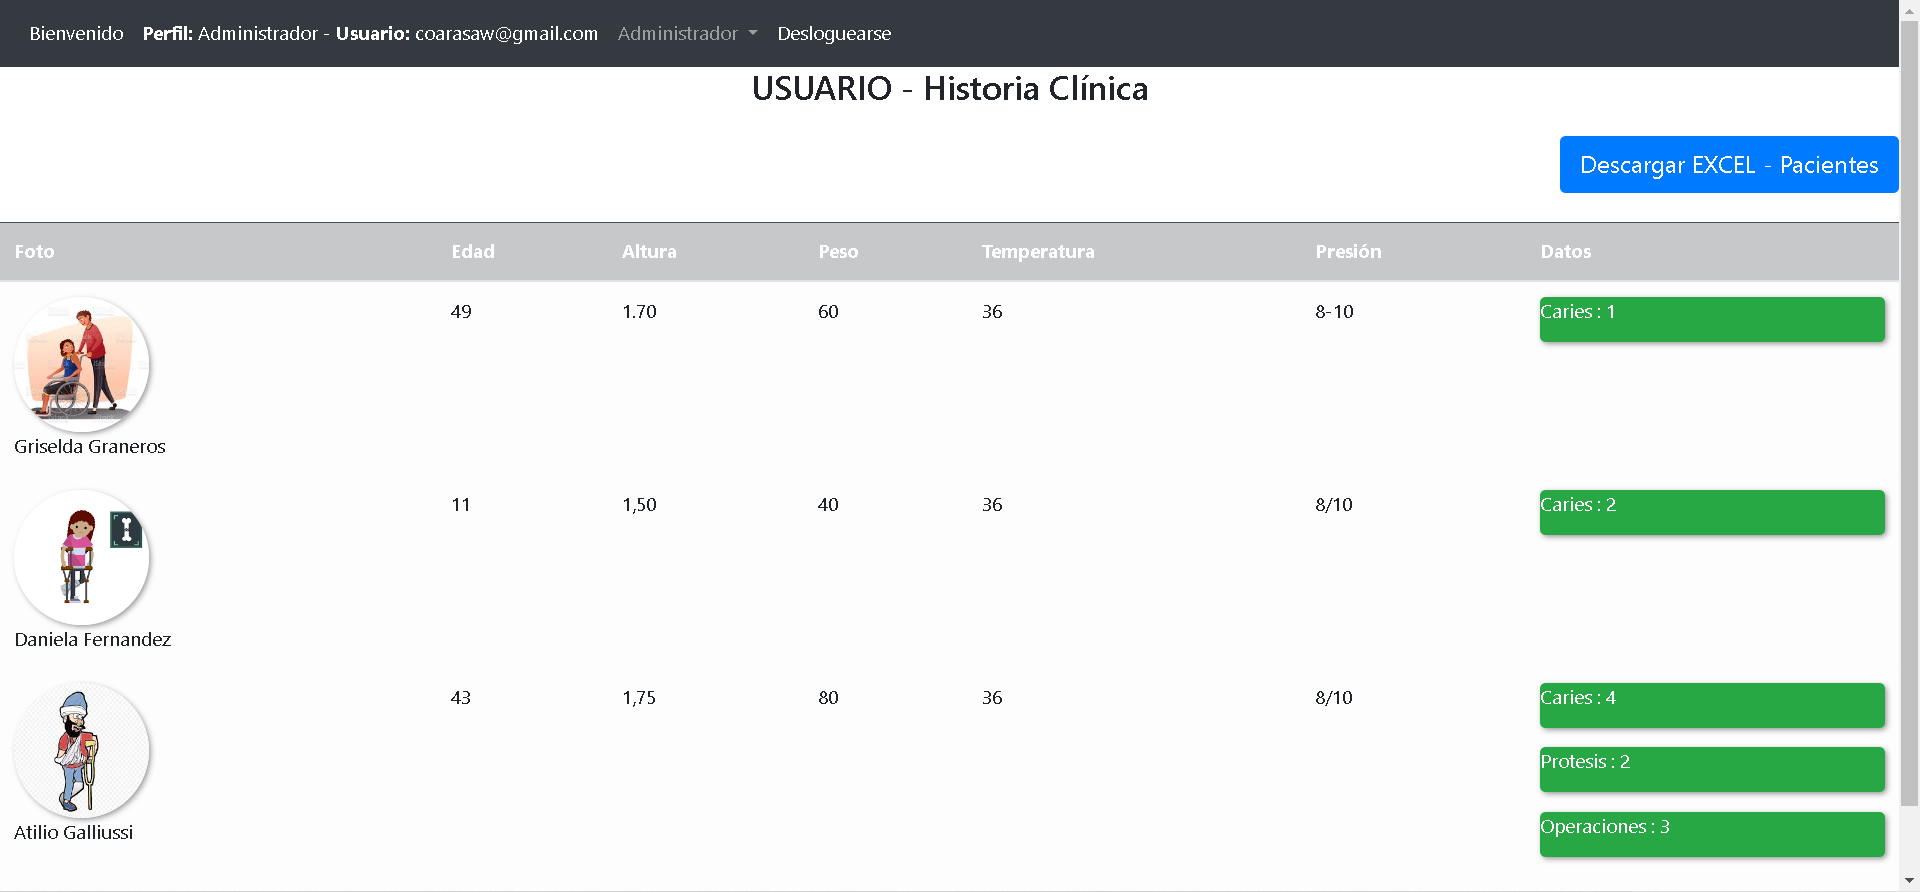 Bienvenido Perfil: Administrador - Usuario: coarasaw@gmail.com Administrador Desloguearse
USUARIO - Historia Clínica
Descargar EXCEL - Pacientes
Foto Edad Altura Peso Temperatura Presión Datos
49 1.70 60 36 8-10 Caries : 1
Griselda Graneros
11 1,50 40 36 8/10 Caries : 2
Daniela Fernandez
43 1,75 80 36 8/10 Caries : 4
Protesis : 2
Operaciones : 3
Atilio Galliussi